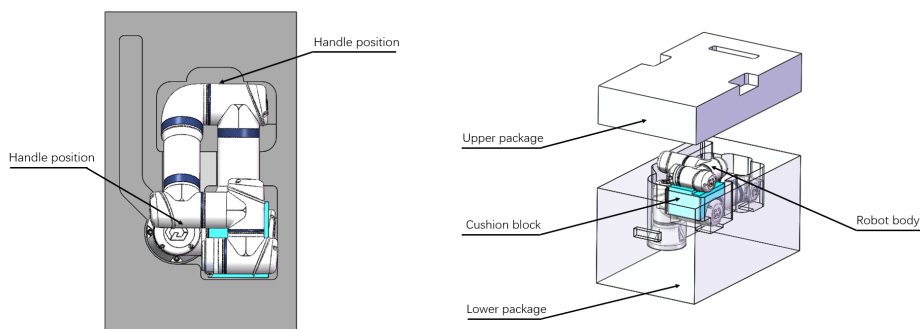 Handle position
Handle position
Upper package
Cushion block
Robot body
Lower package